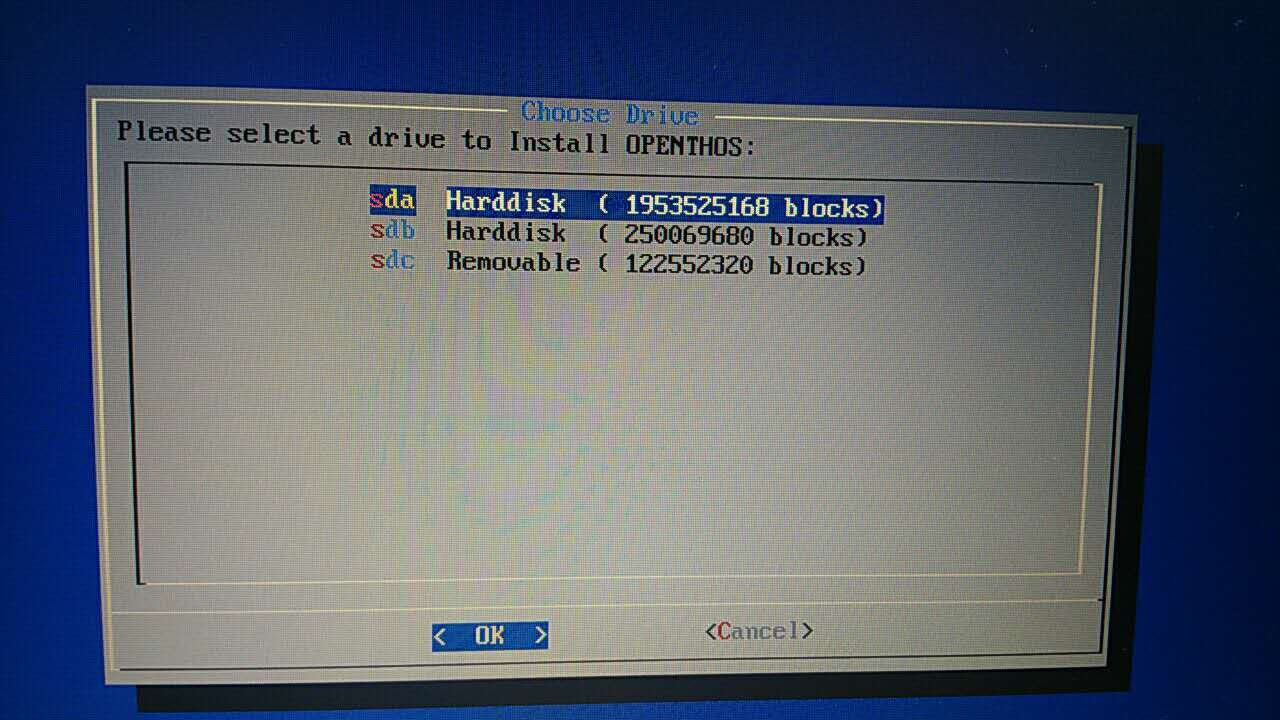 Choose Drive
Please select a drive to Install OPENTHOS:
sda Harddisk ( 1953525168 blocks)
sdb Harddisk ( 250069680 blocks)
sdc Removable ( 122552320 blocks)
< OK > <Cancel>